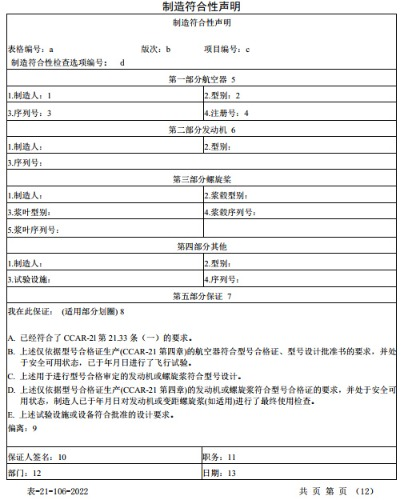 制造符合性声明
制造符合性声明
表格编号：a 版次：b 项目编号：c
制造符合性检查选项编号： d
第一部分航空器 5
1.制造人：1 2.型别：2
3.序列号：3 4.注册号：4
第二部分发动机 6
1.制造人： 2.型别：
3.序列号：
第三部分螺旋桨
1.制造人： 2.桨毂型别：
3.桨叶型别： 4.桨毂序列号：
5.桨叶序列号：
第四部分其他
1.制造人： 2.型别：
3.试验设施： 4.序列号：
第五部分保证 7
我在此保证： (适用部分划圈) 8
A. 已经符合了 CCAR-21 第 21.33 条（一）的要求。
B. 上述仅依据型号合格证生产(CCAR-21 第四章)的航空器符合型号合格证、型号设计批准书的要求，并处
于安全可用状态，已于年月日进行了飞行试验。
C. 上述用于进行型号合格审定的发动机或螺旋桨符合型号设计。
D. 上述仅依据型号合格证生产(CCAR-21 第四章)的发动机或螺旋桨符合型号合格证的要求，并处于安全可
用状态，制造人已于年月日对发动机或变距螺旋桨(如适用)进行了最终使用检查。
E. 上述试验设施或设备符合批准的设计要求。
偏离：9
保证人签名：10 职务：11
部门：12 日期：13
表-21-106-2022 共 页 第 页 （12）